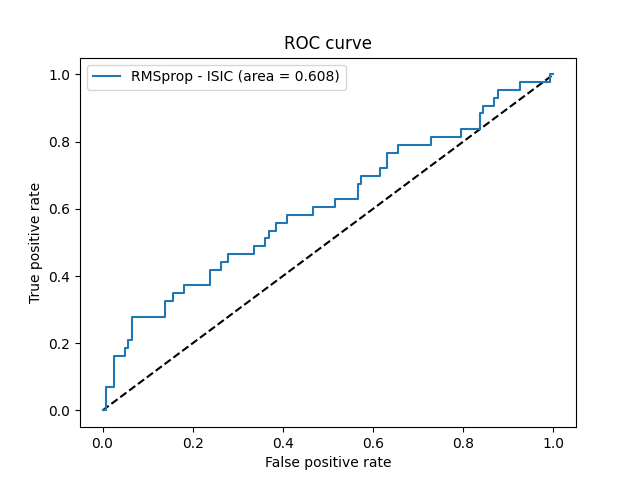 ROC curve
RMSprop - ISIC (area = 0.608)
True positive rate
1.0
0.8
0.6
0.4
0.2
0.0
0.0 0.2 0.4 0.6 0.8 1.0
False positive rate